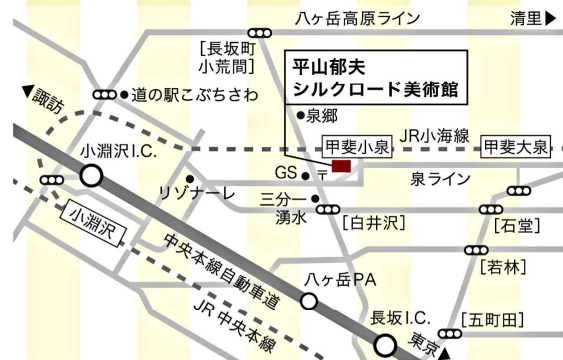 八ヶ岳高原ライン
清里▶
[長坂町
小荒間]
平山郁夫
シルクロード美術館
◀諏訪
道の駅こぶちさわ
泉郷
JR小海線
小淵沢I.C.
甲斐小泉
甲斐大泉
GS
〒
泉ライン
リゾナーレ
三分一
湧水
[白井沢]
[石堂]
小淵沢
中央本線自動車道
[若林]
八ヶ岳PA
JR中央本線
長坂I.C.
[五町田]
東京▶